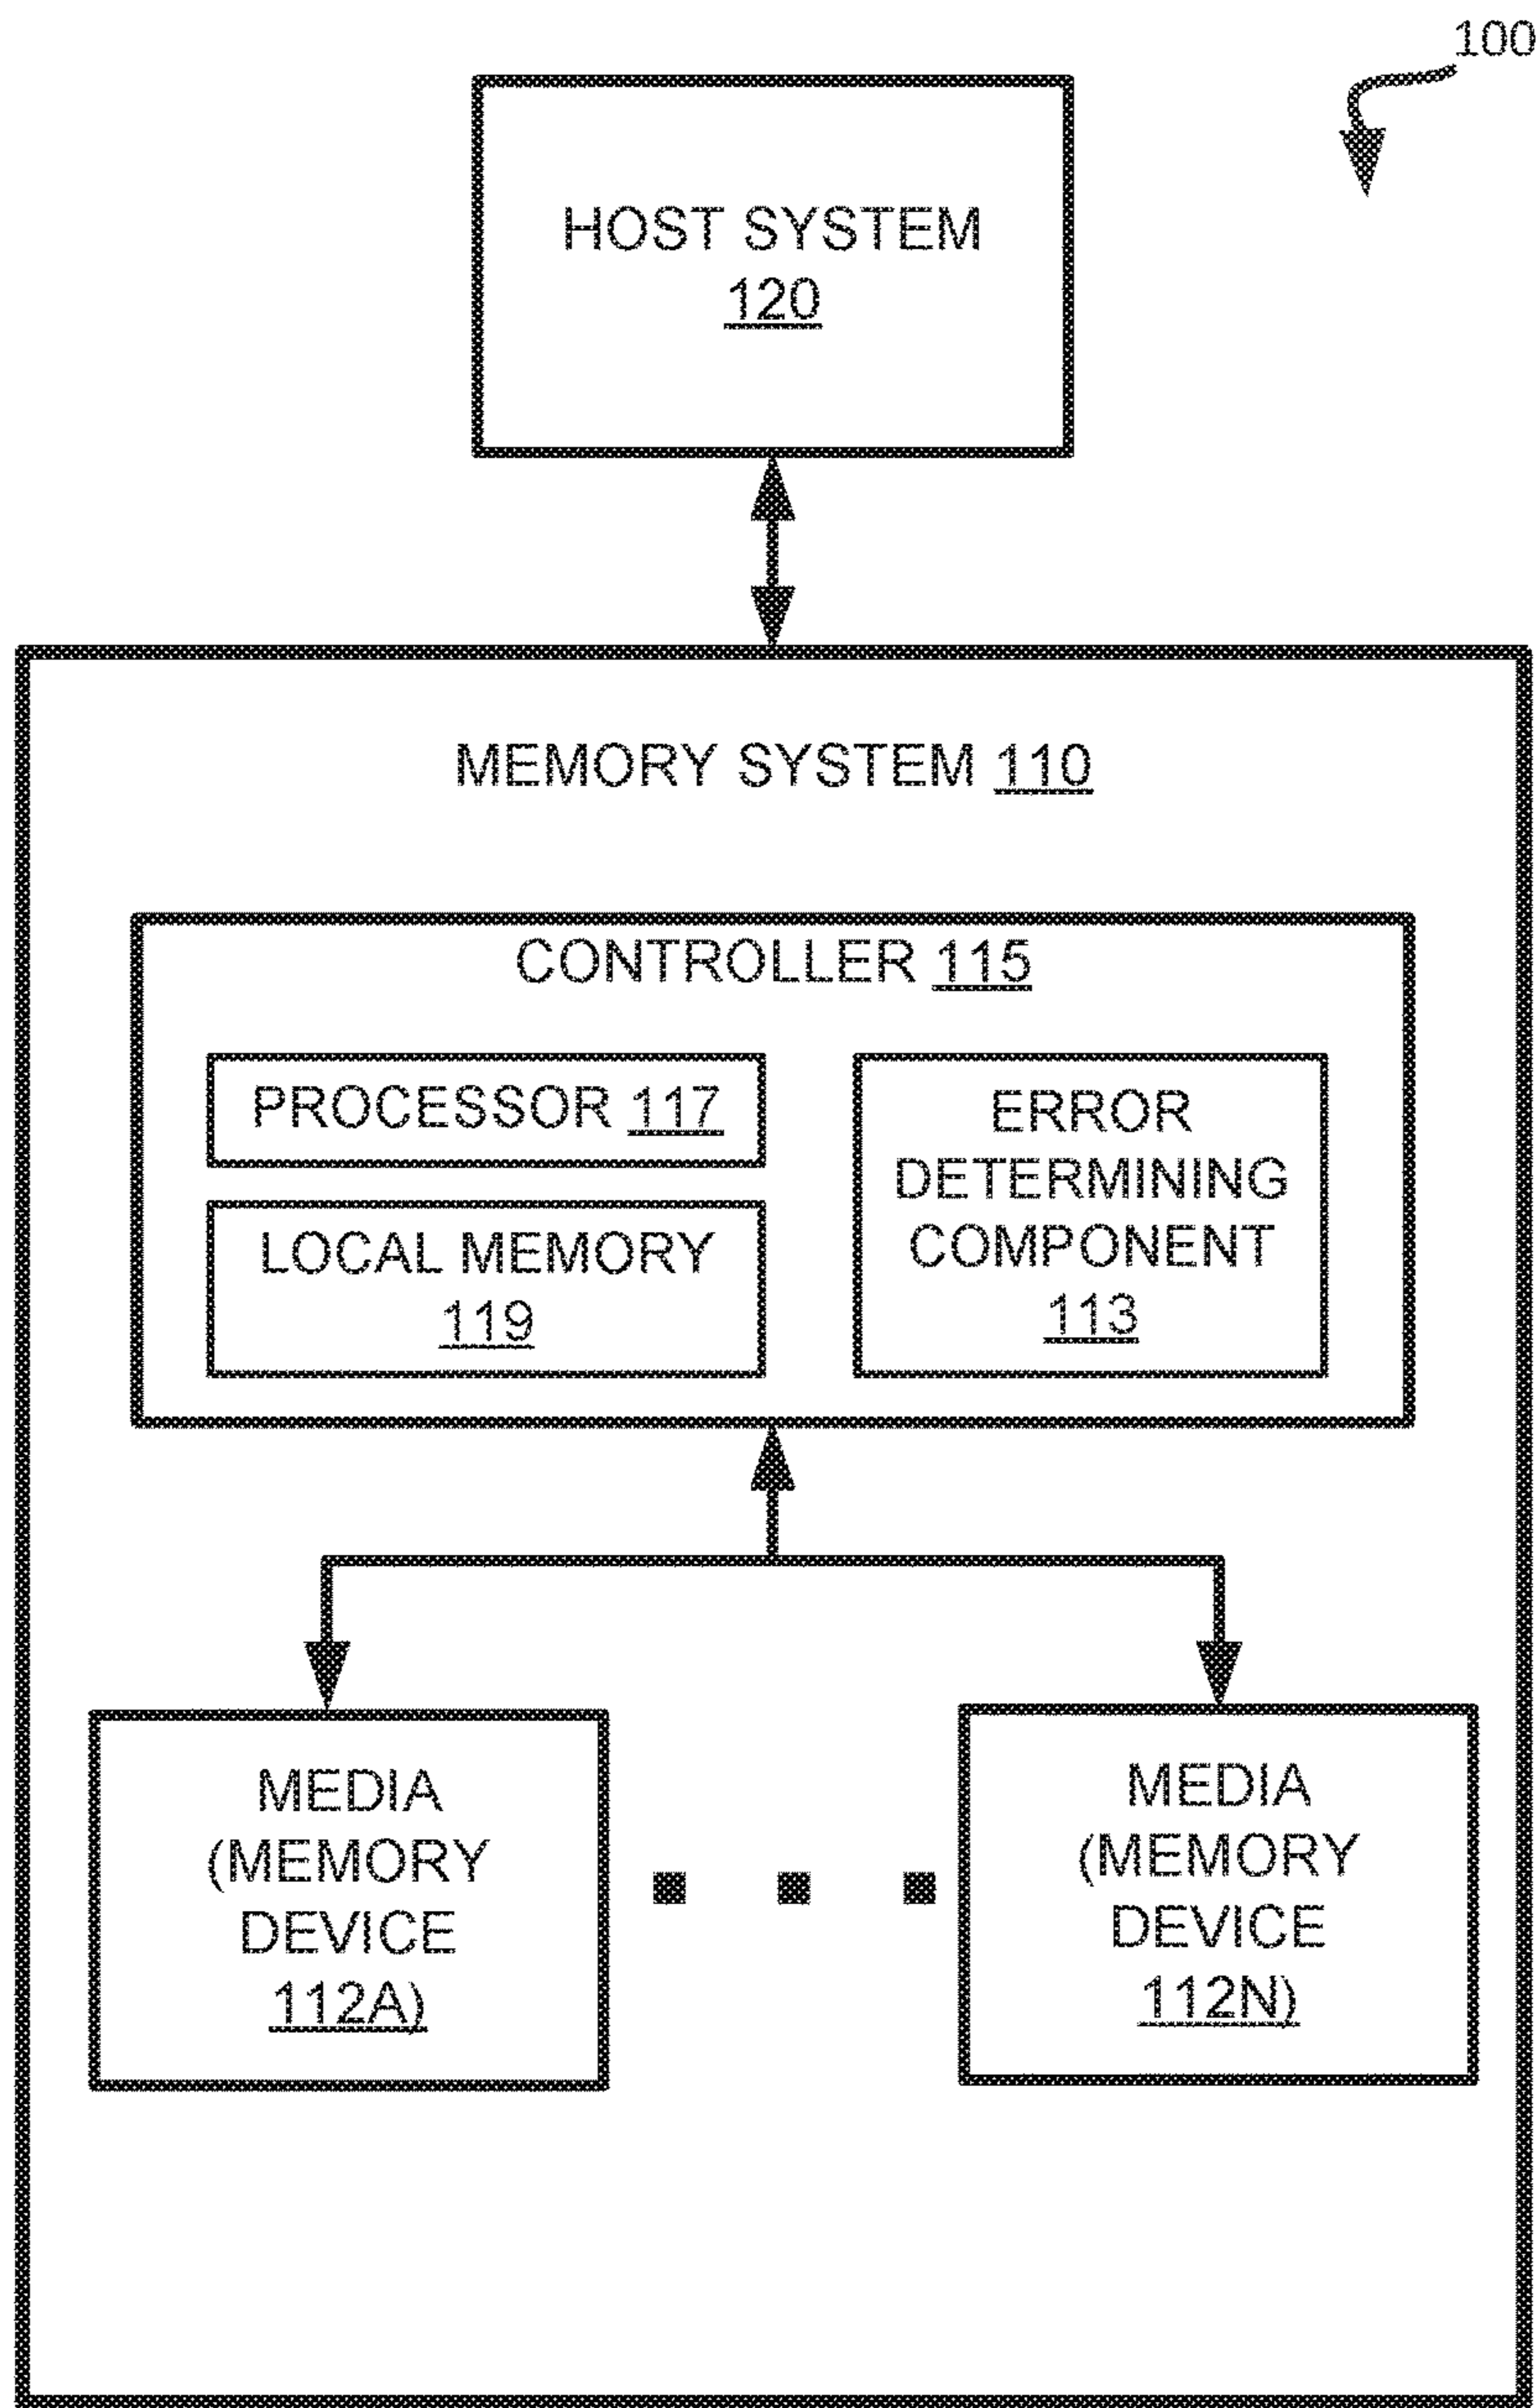 100
HOST SYSTEM
120
MEMORY SYSTEM 110
CONTROLLER 115
PROCESSOR 117
LOCAL MEMORY
119
ERROR
DETERMINING
COMPONENT
113
MEDIA
(MEMORY
DEVICE
112A)
MEDIA
(MEMORY
DEVICE
112N)